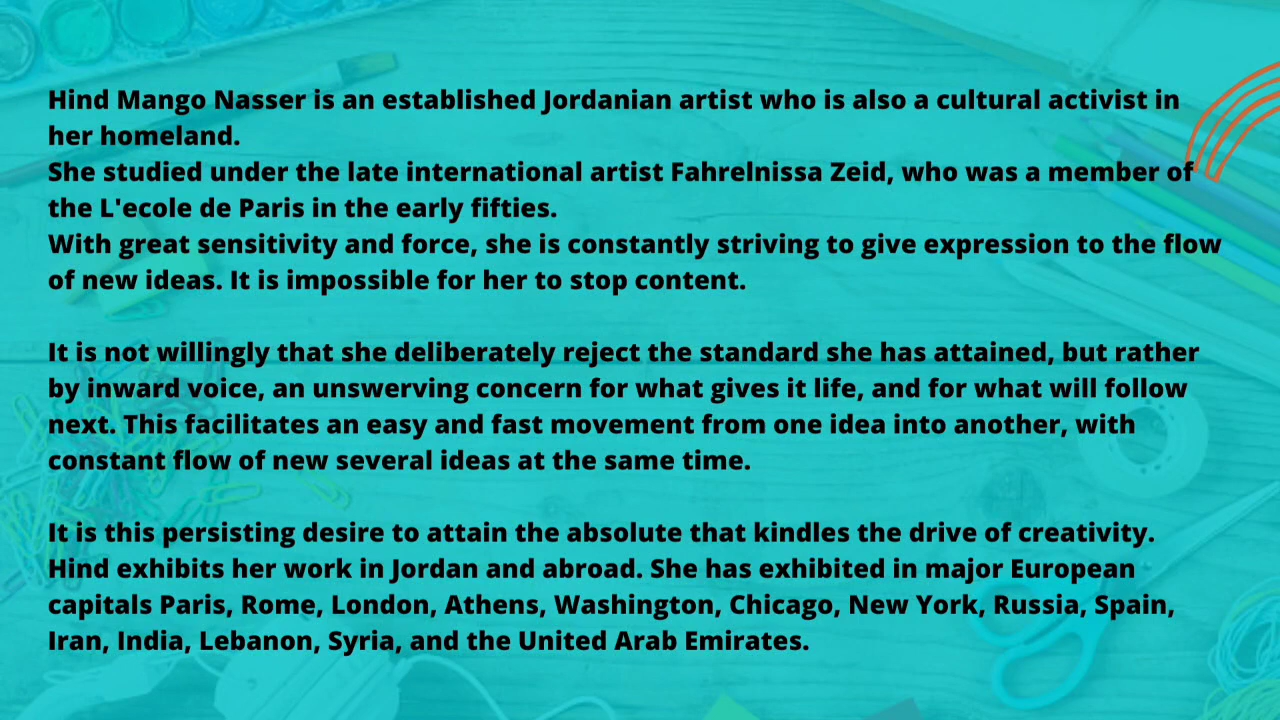 Hind Mango Nasser is an established Jordanian artist who is also a cultural activist in
her homeland.
She studied under the late international artist Fahrelnissa Zeid, who was a member of
the L'ecole de Paris in the early fifties.
With great sensitivity and force, she is constantly striving to give expression to the flow
of new ideas. It is impossible for her to stop content.
It is not willingly that she deliberately reject the standard she has attained, but rather
by inward voice, an unswerving concern for what gives it life, and for what will follow
next. This facilitates an easy and fast movement from one idea into another, with
constant flow of new several ideas at the same time.
It is this persisting desire to attain the absolute that kindles the drive of creativity.
Hind exhibits her work in Jordan and abroad. She has exhibited in major European
capitals Paris, Rome, London, Athens, Washington, Chicago, New York, Russia, Spain,
Iran, India, Lebanon, Syria, and the United Arab Emirates.